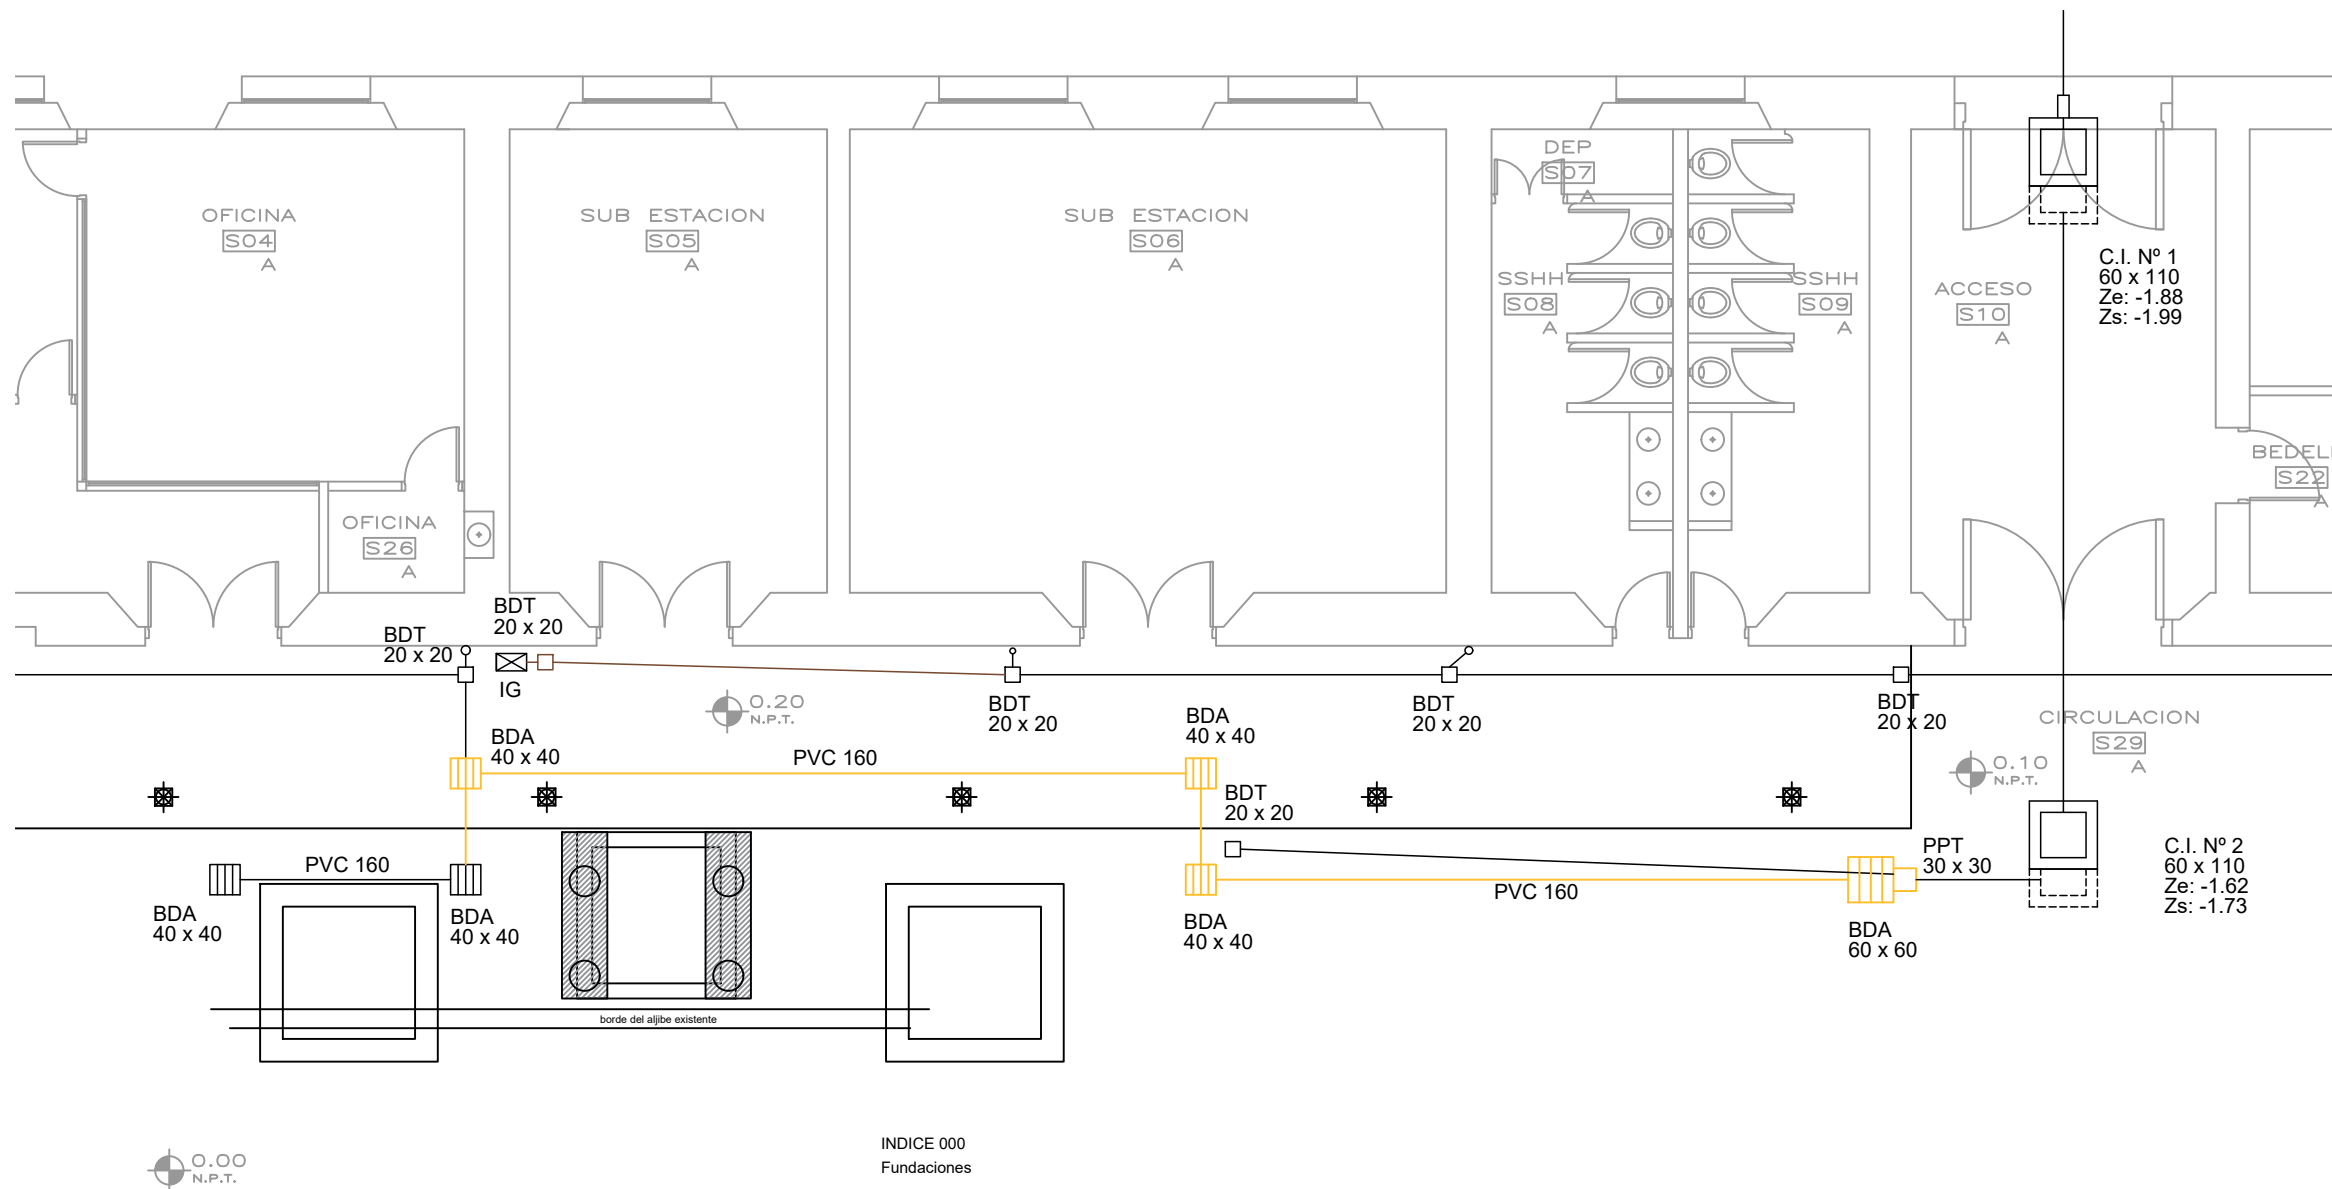 DEP
S07
A
OFICINA
S04
A
SUB ESTACION
S05
A
SUB ESTACION
S06
A
SSHH
S08
A
SSHH
S09
A
ACCESO
S10
A
C.I. Nº 1
60 x 110
Ze: -1.88
Zs: -1.99
BEDEL
S22
A
OFICINA
S26
A
BDT
20 x 20
BDT
20 x 20
IG
0.20
N.P.T.
BDT
20 x 20
BDA
40 x 40
BDT
20 x 20
BDT
20 x 20
CIRCULACION
S29
A
BDA
40 x 40
PVC 160
0.10
N.P.T.
BDT
20 x 20
PVC 160
BDA
40 x 40
BDA
40 x 40
BDA
40 x 40
PVC 160
PPT
30 x 30
BDA
60 x 60
C.I. Nº 2
60 x 110
Ze: -1.62
Zs: -1.73
borde del aljibe existente
INDICE 000
Fundaciones
0.00
N.P.T.